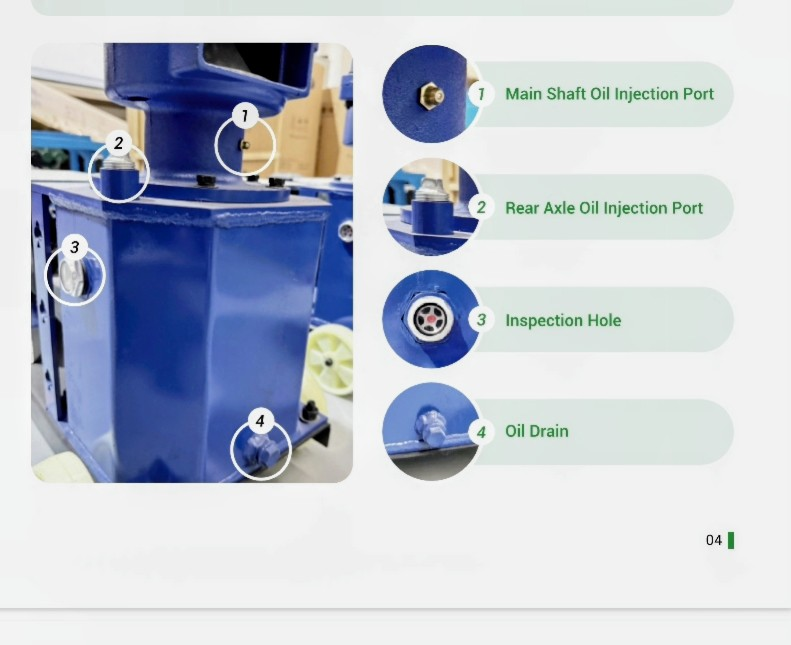 1
2
3
4
1 Main Shaft Oil Injection Port
2 Rear Axle Oil Injection Port
3 Inspection Hole
4 Oil Drain
04